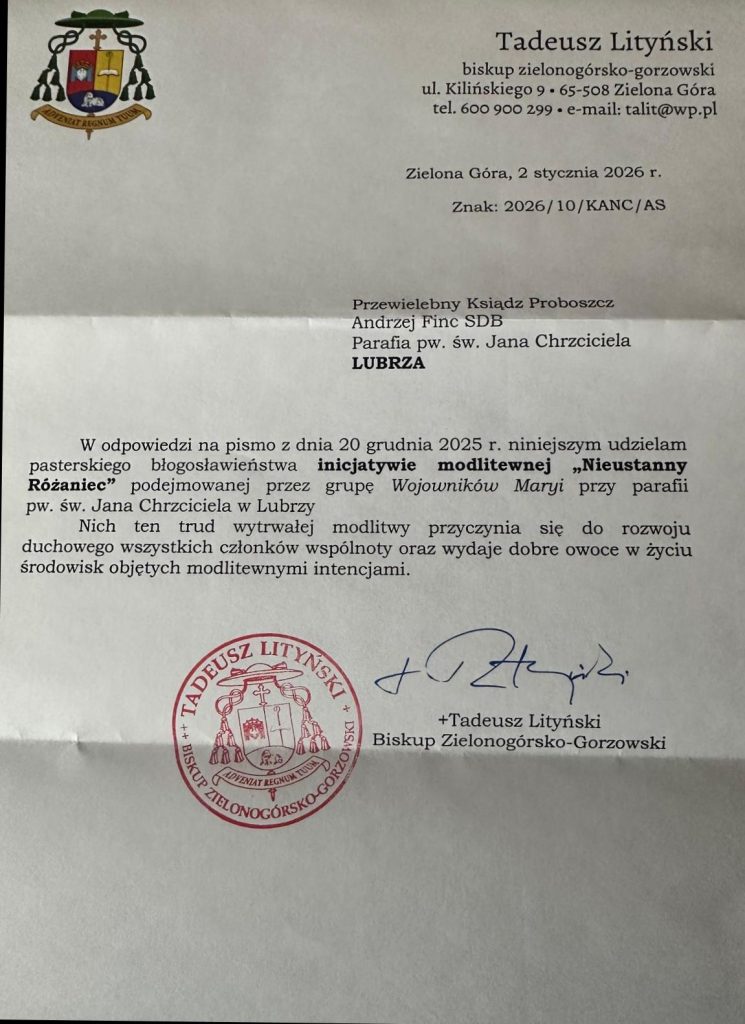 ADVENIAT REGNUM TUUM
Tadeusz Lityński
biskup zielonogórsko-gorzowski
ul. Kilińskiego 9 • 65-508 Zielona Góra
tel. 600 900 299 • e-mail: talit@wp.pl
Zielona Góra, 2 stycznia 2026 r.
Znak: 2026/10/KANC/AS
Przewielebny Ksiądz Proboszcz
Andrzej Finc SDB
Parafia pw. św. Jana Chrzciciela
LUBRZA
W odpowiedzi na pismo z dnia 20 grudnia 2025 r. niniejszym udzielam
pasterskiego błogosławieństwa inicjatywie modlitewnej „Nieustanny
Różaniec” podejmowanej przez grupę Wojowników Maryi przy parafii
pw. św. Jana Chrzciciela w Lubrzy
Nich ten trud wytrwałej modlitwy przyczynia się do rozwoju
duchowego wszystkich członków wspólnoty oraz wydaje dobre owoce w życiu
środowisk objętych modlitewnymi intencjami.
TADEUSZ LITYŃSKI
BISKUP ZIELONOGÓRSKO-GORZOWSKI
ADVENIAT REGNUM TUUM
+Tadeusz Lityński
Biskup Zielonogórsko-Gorzowski